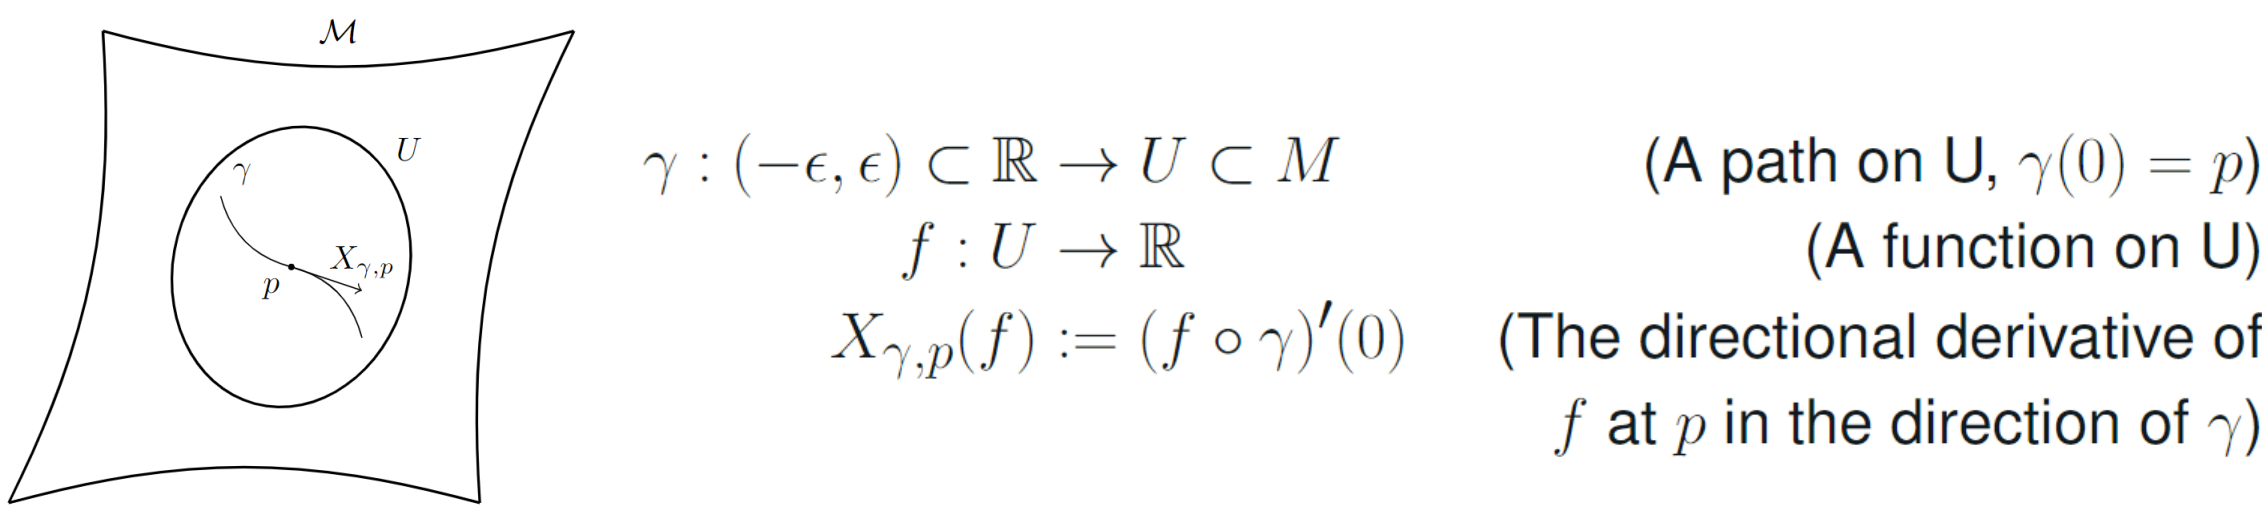 ℳ
U
γ
X_{γ,p}
p
γ : (−ϵ, ϵ) ⊂ ℝ → U ⊂ M (A path on U, γ(0) = p)
f : U → ℝ (A function on U)
X_{γ,p}(f) := (f ∘ γ)′(0) (The directional derivative of
f at p in the direction of γ)